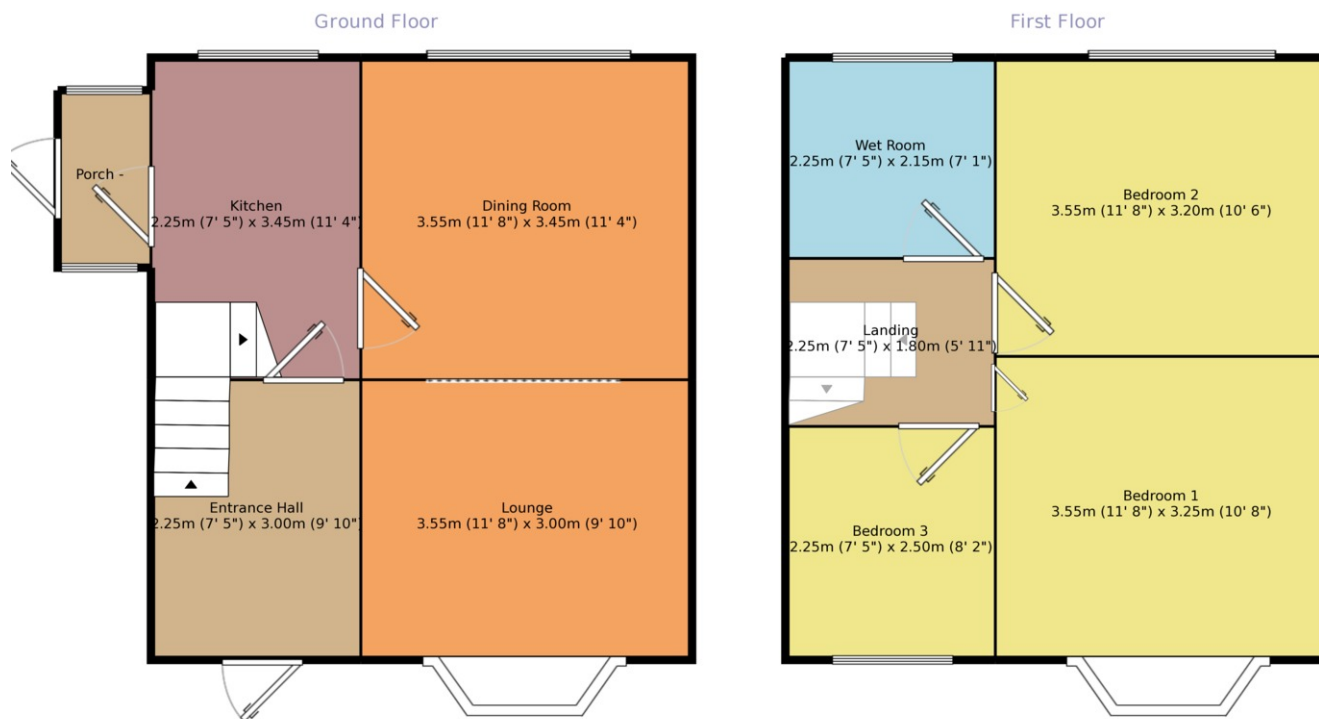 Ground Floor
Porch -
Kitchen
2.25m (7' 5") x 3.45m (11' 4")
Dining Room
3.55m (11' 8") x 3.45m (11' 4")
Entrance Hall
2.25m (7' 5") x 3.00m (9' 10")
Lounge
3.55m (11' 8") x 3.00m (9' 10")
First Floor
Wet Room
2.25m (7' 5") x 2.15m (7' 1")
Bedroom 2
3.55m (11' 8") x 3.20m (10' 6")
Landing
2.25m (7' 5") x 1.80m (5' 11")
Bedroom 3
2.25m (7' 5") x 2.50m (8' 2")
Bedroom 1
3.55m (11' 8") x 3.25m (10' 8")